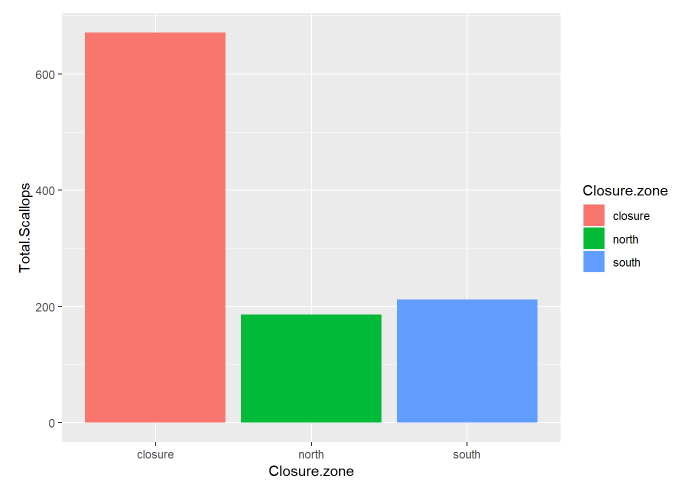 Total.Scallops
600
400
200
0
closure north south
Closure.zone
Closure.zone
closure
north
south